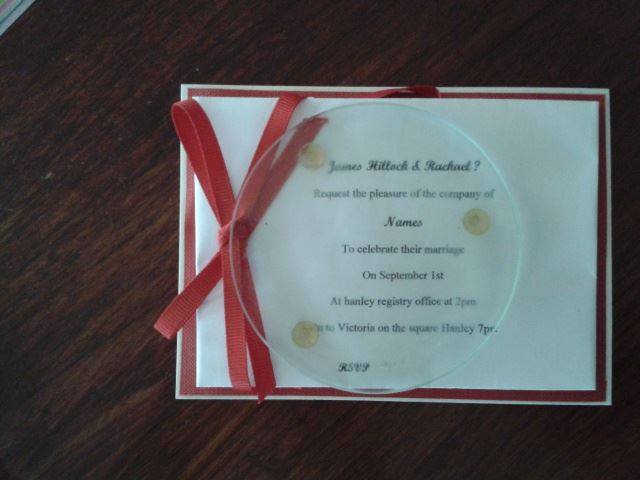 James Hillock & Rachael ?
Request the pleasure of the company of
Names
To celebrate their marriage
On September 1st
At hanley registry office at 2pm
to Victoria on the square Hanley 7pm
RSVP